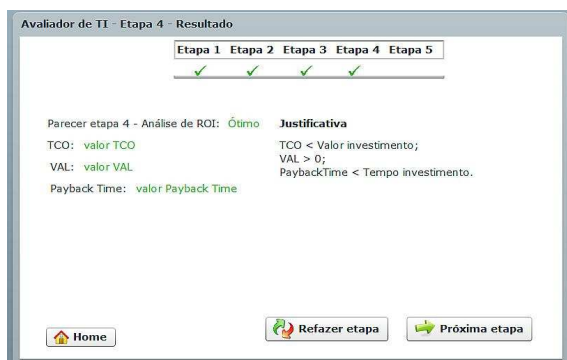 Avaliador de TI - Etapa 4 - Resultado
Etapa 1 Etapa 2 Etapa 3 Etapa 4 Etapa 5
Parecer etapa 4 - Análise de ROI: Ótimo
TCO: valor TCO
VAL: valor VAL
Payback Time: valor Payback Time
Justificativa
TCO < Valor investimento;
VAL > 0;
PaybackTime < Tempo investimento.
Home
Refazer etapa
Próxima etapa